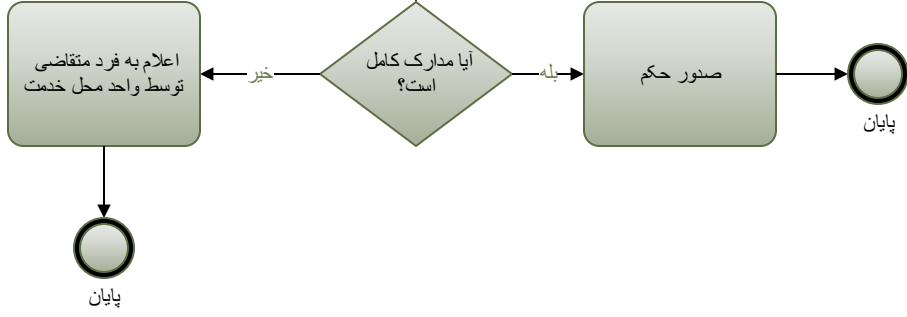 آیا مدارک کامل
است؟
بله
صدور حکم
پایان
خیر
اعلام به فرد متقاضی
توسط واحد محل خدمت
پایان